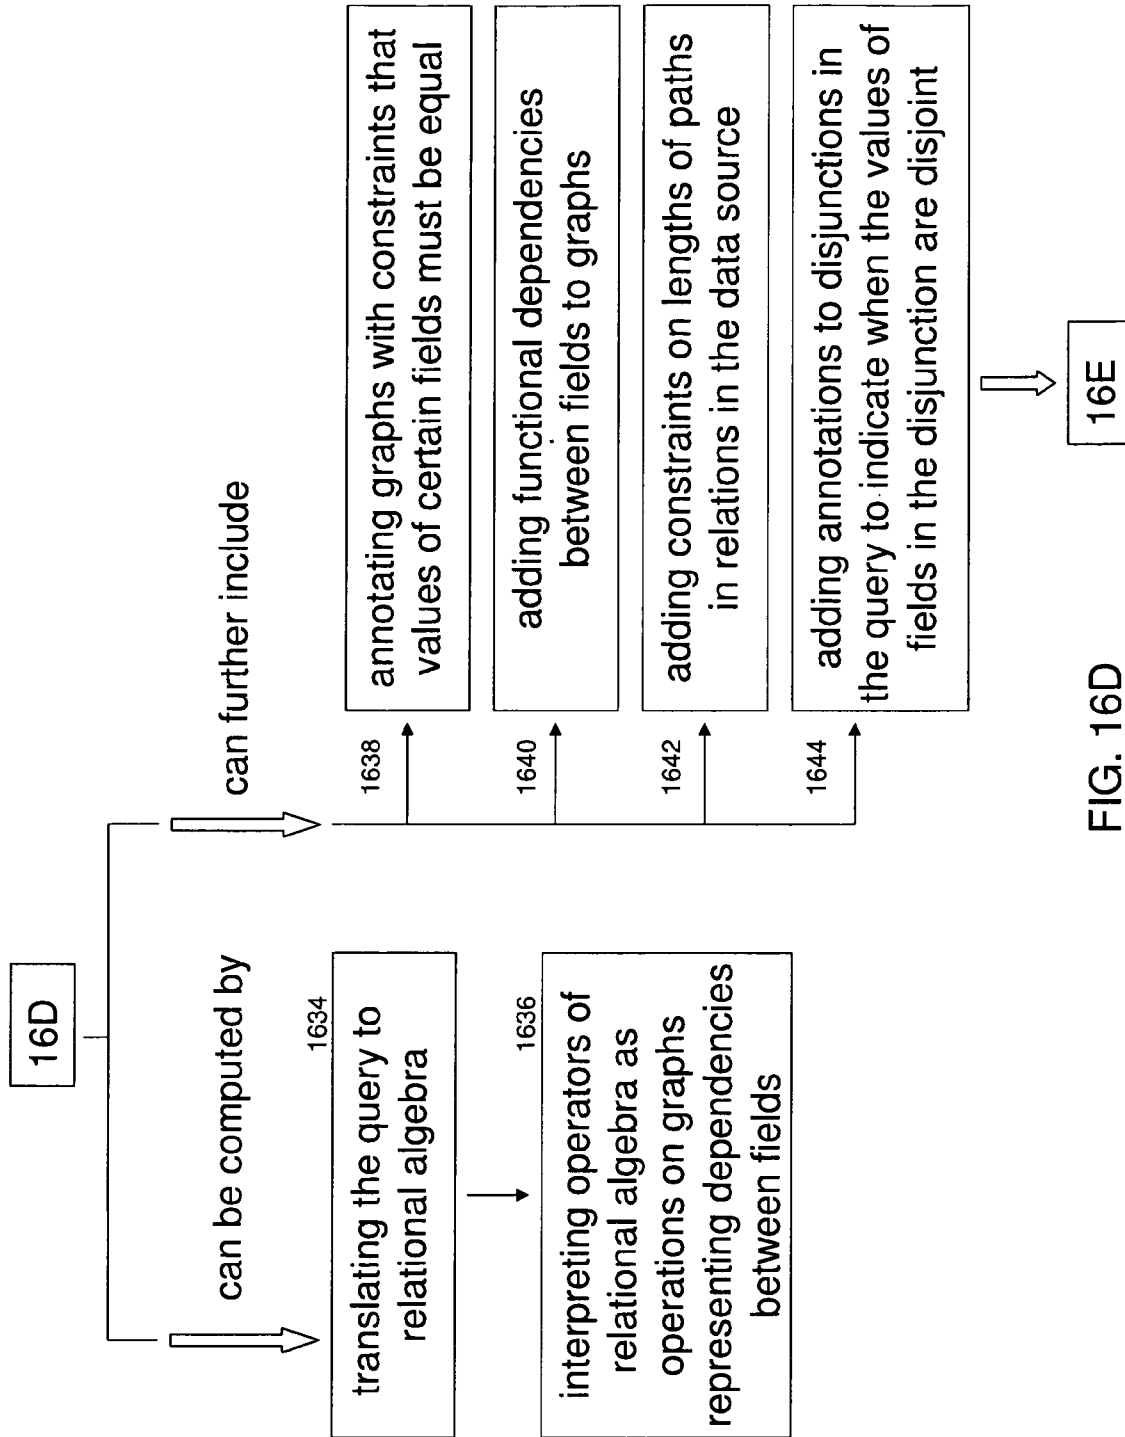 16D
can be computed by
1634
translating the query to
relational algebra
1636
interpreting operators of
relational algebra as
operations on graphs
representing dependencies
between fields
can further include
1638
annotating graphs with constraints that
values of certain fields must be equal
1640
adding functional dependencies
between fields to graphs
1642
adding constraints on lengths of paths
in relations in the data source
1644
adding annotations to disjunctions in
the query to indicate when the values of
fields in the disjunction are disjoint
16E
FIG. 16D